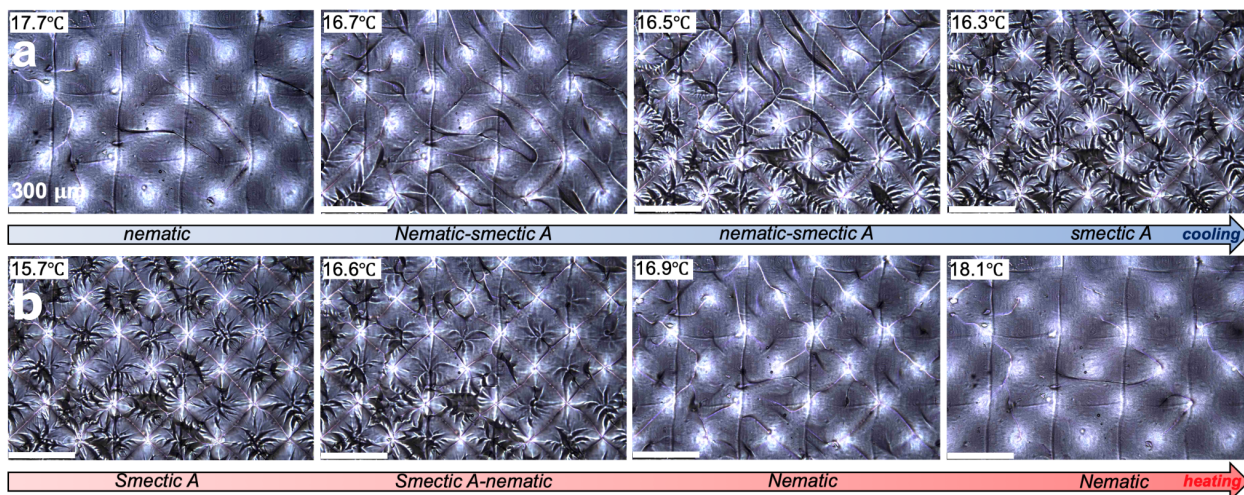 17.7℃
16.7℃
16.5℃
16.3℃
a
300 µm
nematic
Nematic-smectic A
nematic-smectic A
smectic A
cooling
15.7℃
16.6℃
16.9℃
18.1℃
b
Smectic A
Smectic A-nematic
Nematic
Nematic
heating